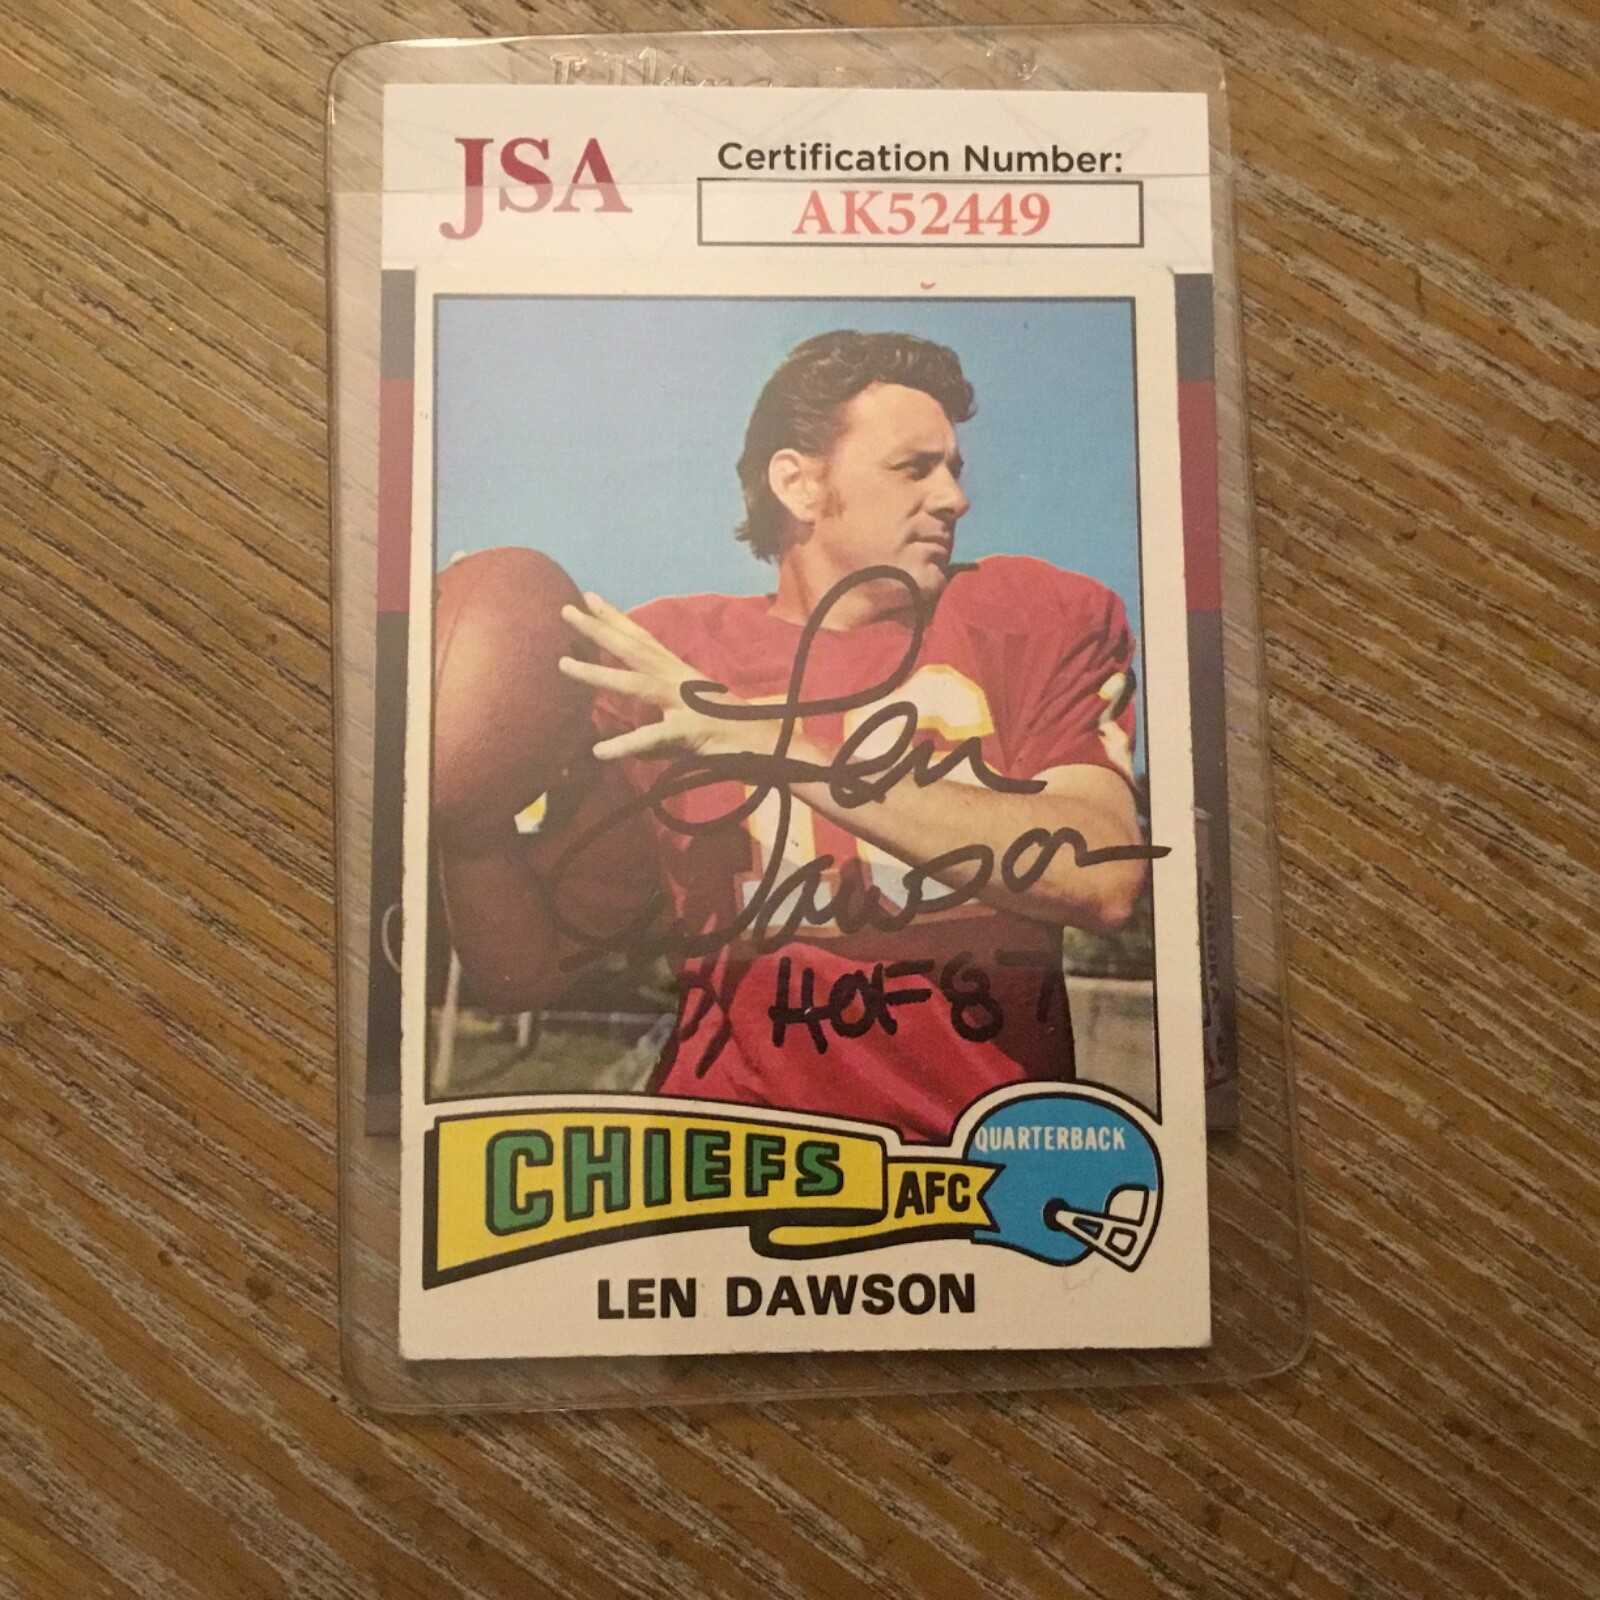 JSA
Certification Number:
AK52449
Len
Dawson
HOF 87
CHIEFS
AFC
QUARTERBACK
LEN DAWSON